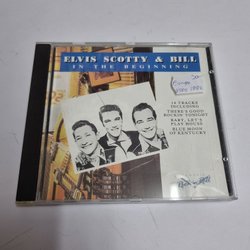 ELVIS SCOTTY & BILL
IN THE BEGINNING
18 TRACKS
INCLUDING
THERE'S GOOD
ROCKIN' TONIGHT
BABY, LET'S
PLAY HOUSE
BLUE MOON
OF KENTUCKY